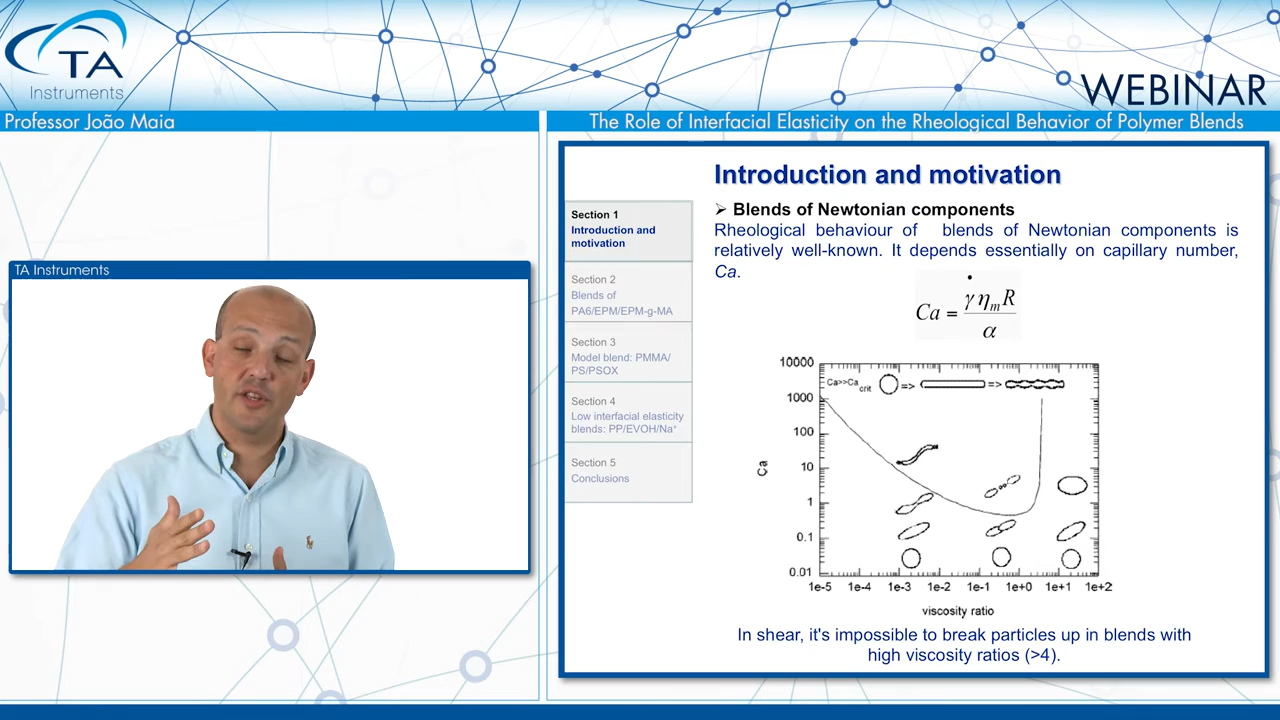 TA
Instruments
WEBINAR
Professor João Maia
The Role of Interfacial Elasticity on the Rheological Behavior of Polymer Blends
TA Instruments
Section 1
Introduction and
motivation
Section 2
Blends of
PA6/EPM/EPM-g-MA
Section 3
Model blend: PMMA/
PS/PSOX
Section 4
Low interfacial elasticity
blends: PP/EVOH/Na⁺
Section 5
Conclusions
Introduction and motivation
➢ Blends of Newtonian components
Rheological behaviour of blends of Newtonian components is
relatively well-known. It depends essentially on capillary number,
Ca.
Ca = γ̇ ηₘ R / α
10000
1000
100
10
1
0.1
0.01
Ca
Ca>>Ca crit => =>
1e-5 1e-4 1e-3 1e-2 1e-1 1e+0 1e+1 1e+2
viscosity ratio
In shear, it's impossible to break particles up in blends with
high viscosity ratios (>4).